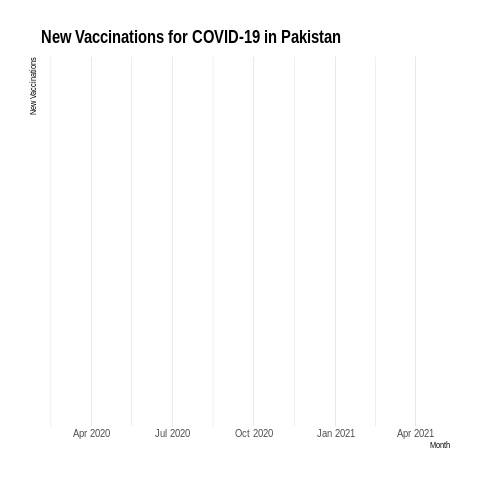 New Vaccinations for COVID-19 in Pakistan
New Vaccinations
Apr 2020 Jul 2020 Oct 2020 Jan 2021 Apr 2021
Month